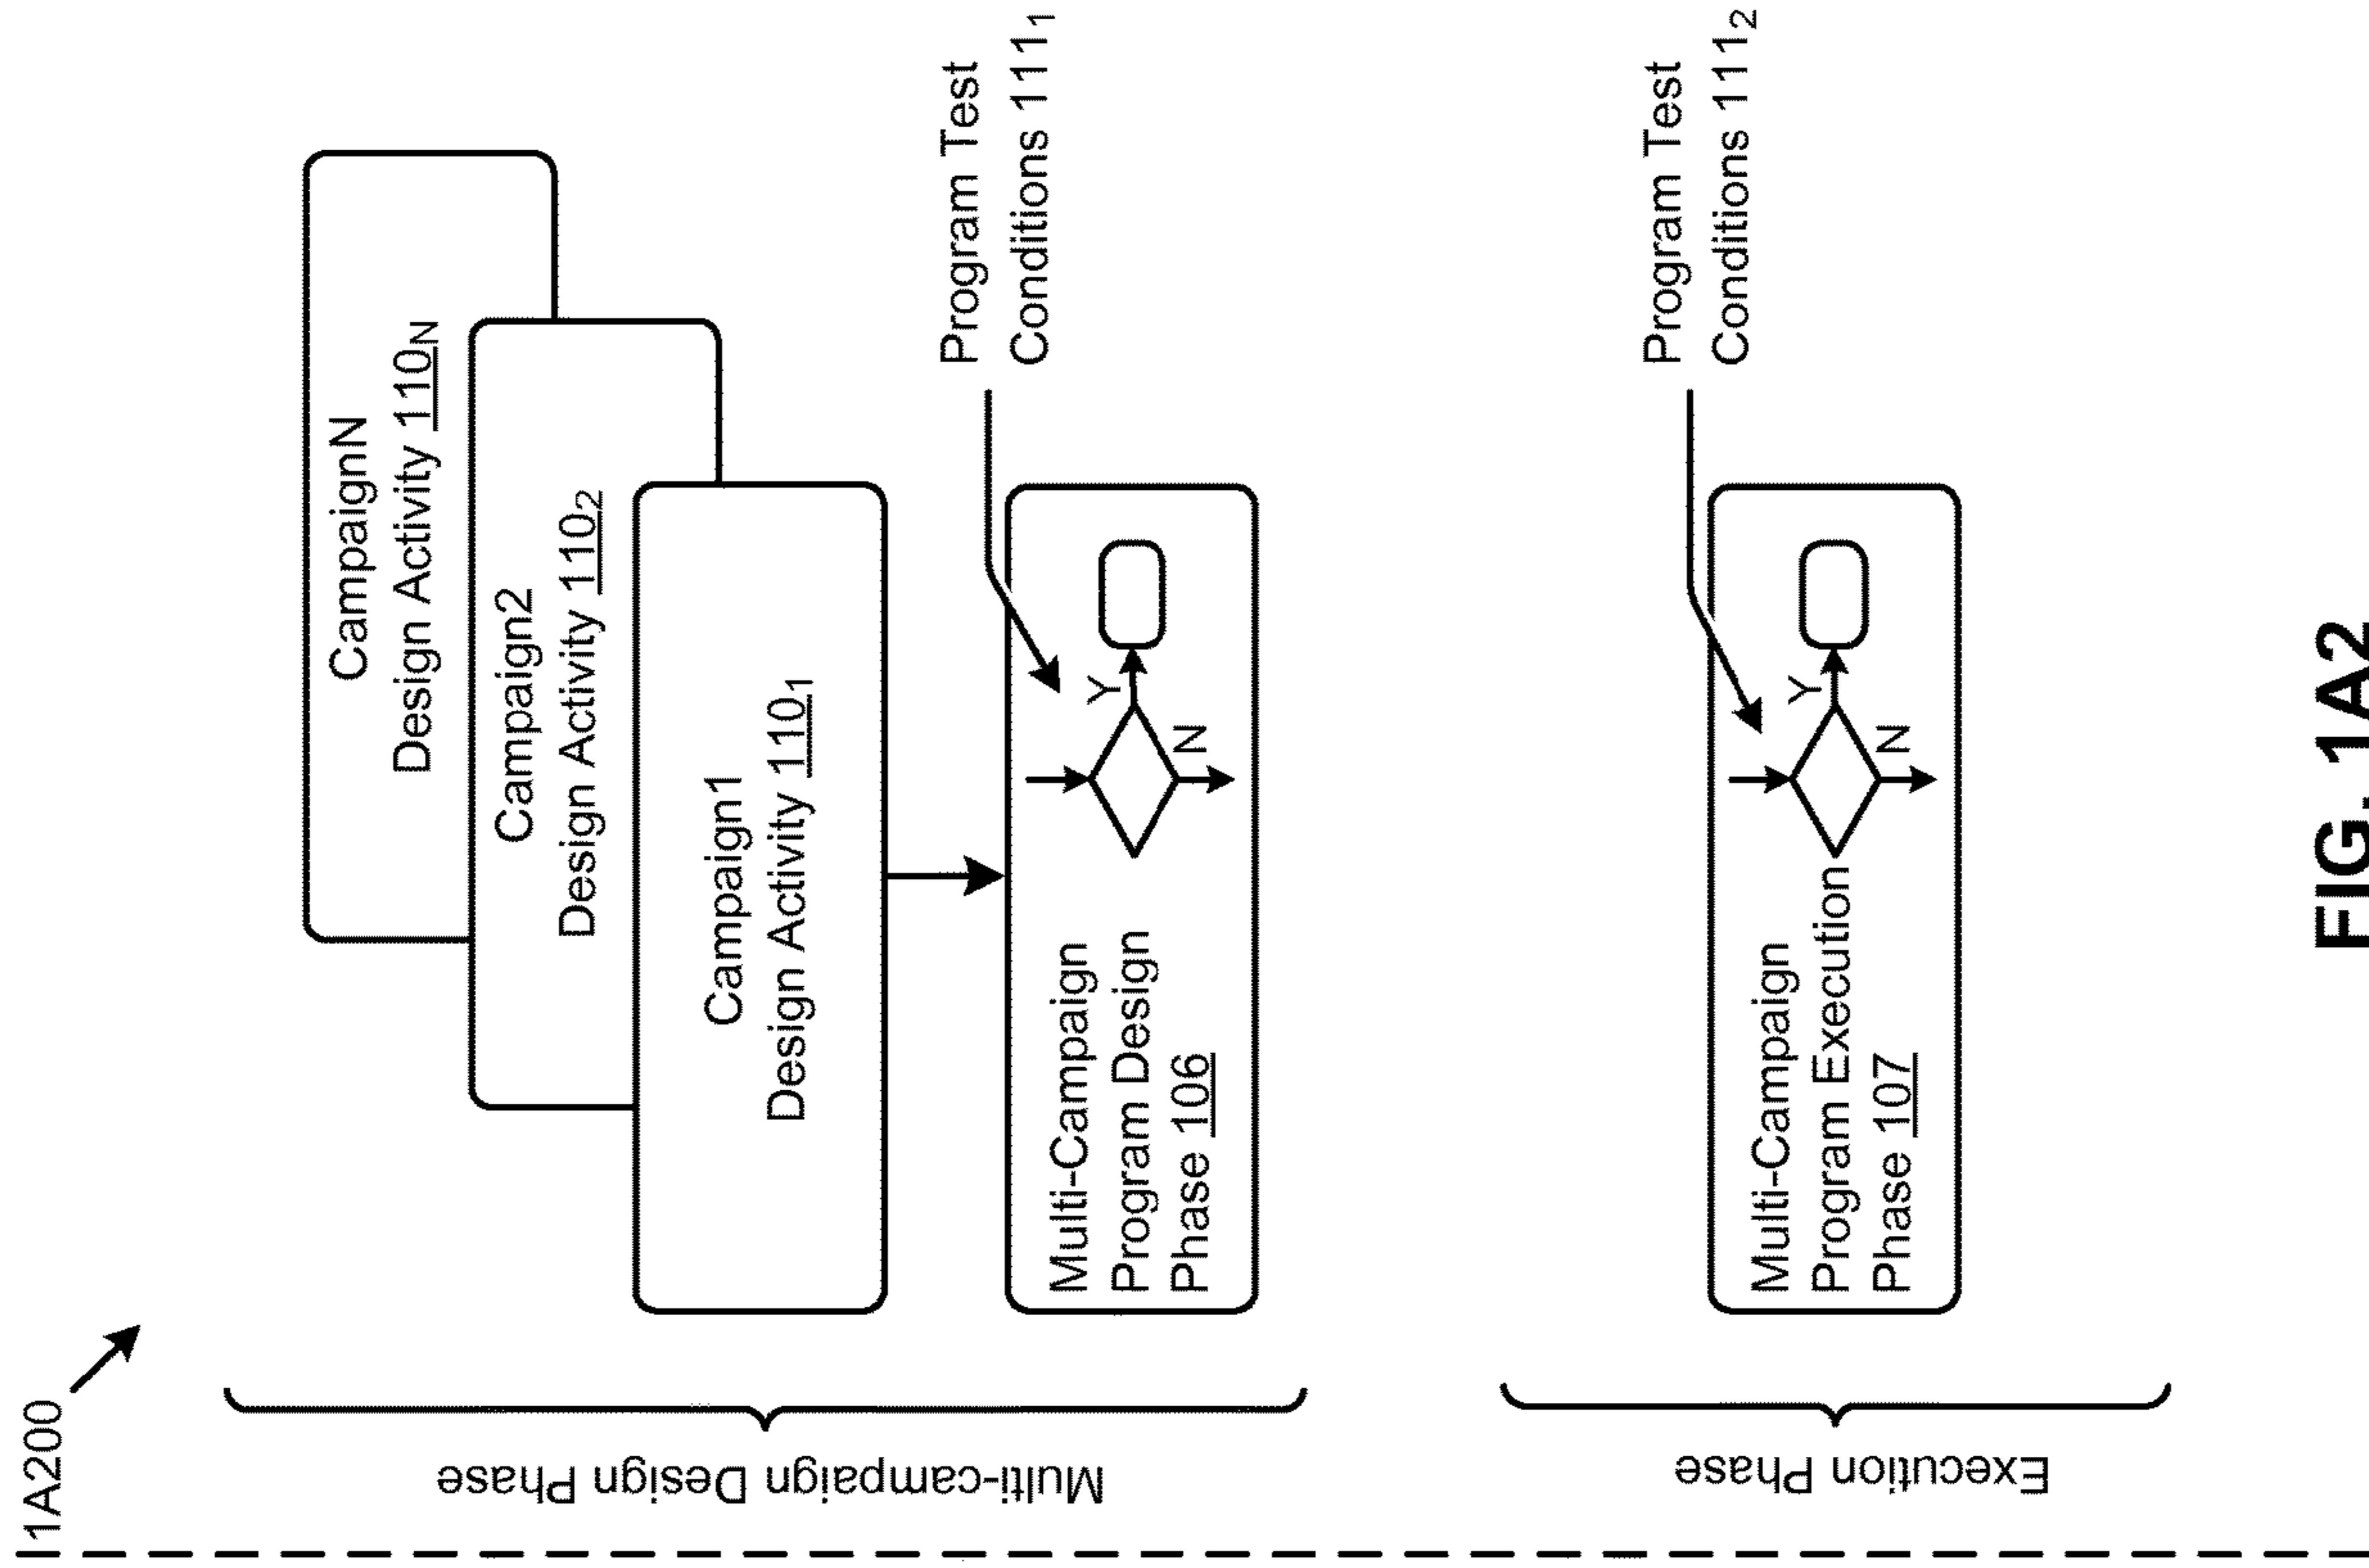 1A200
CampaignN
Design Activity 110N
Campaign2
Design Activity 1102
Campaign1
Design Activity 1101
Program Test
Conditions 1111
Multi-Campaign
Program Design
Phase 106
Y
N
Multi-campaign Design Phase
Program Test
Conditions 1112
Multi-Campaign
Program Execution
Phase 107
Y
N
Execution Phase
FIG. 1A2